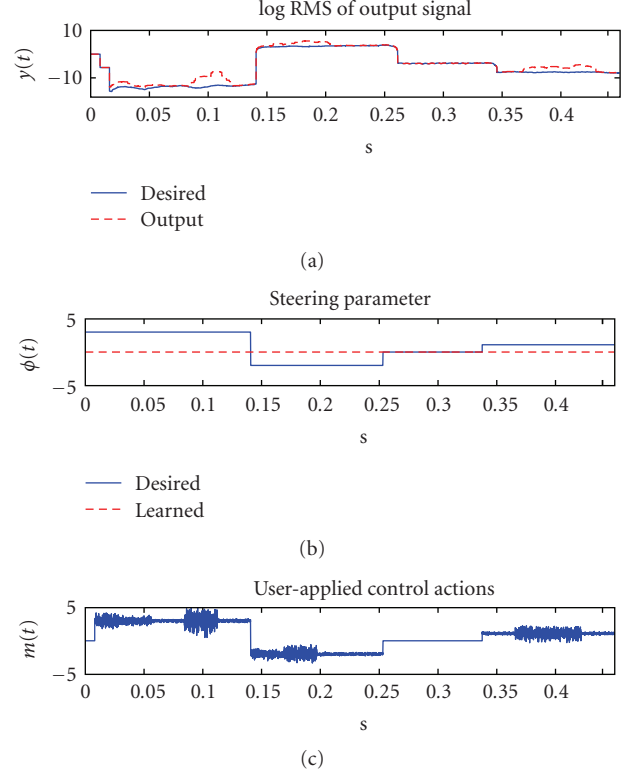 log RMS of output signal
10
−10
y(t)
0 0.05 0.1 0.15 0.2 0.25 0.3 0.35 0.4
s
Desired
Output
(a)
Steering parameter
5
−5
ϕ(t)
0 0.05 0.1 0.15 0.2 0.25 0.3 0.35 0.4
s
Desired
Learned
(b)
User-applied control actions
5
−5
m(t)
0 0.05 0.1 0.15 0.2 0.25 0.3 0.35 0.4
s
(c)